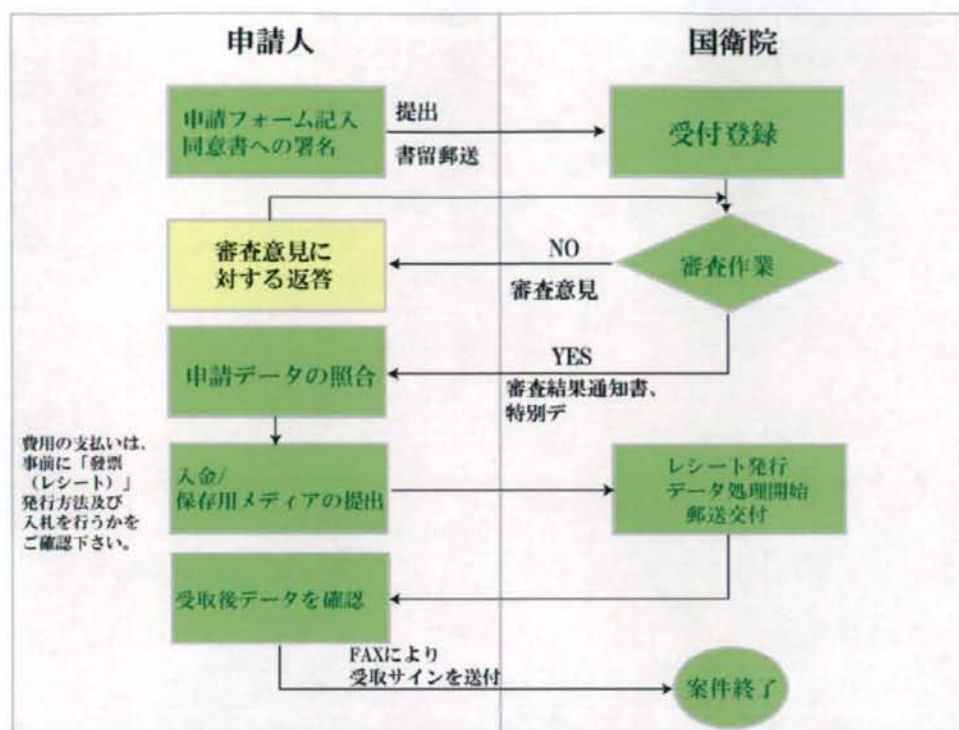 申請人
国衛院
申請フォーム記入
同意書への署名
提出
書留郵送
受付登録
審査意見に
対する返答
NO
審査意見
審査作業
申請データの照合
YES
審査結果通知書、
特別デ
費用の支払いは、
事前に「發票
（レシート）」
発行方法及び
入札を行うかを
ご確認下さい。
入金/
保存用メディアの提出
レシート発行
データ処理開始
郵送交付
受取後データを確認
FAXにより
受取サインを送付
案件終了